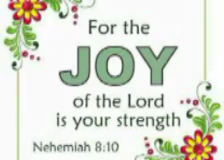 For the
JOY
of the Lord
is your strength
Nehemiah 8:10